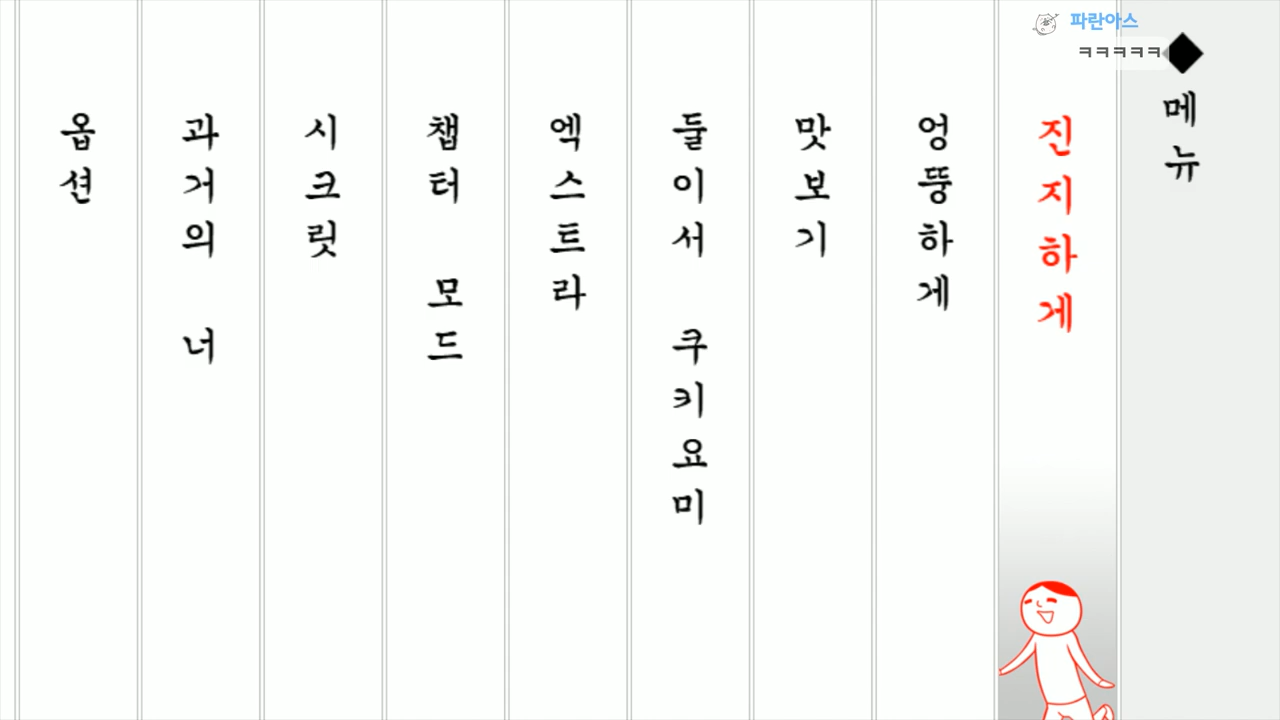 파란아스
ㅋㅋㅋㅋㅋ
메뉴
진지하게
엉뚱하게
맛보기
둘이서 쿠키요미
엑스트라
챕터 모드
시크릿
과거의 너
옵션